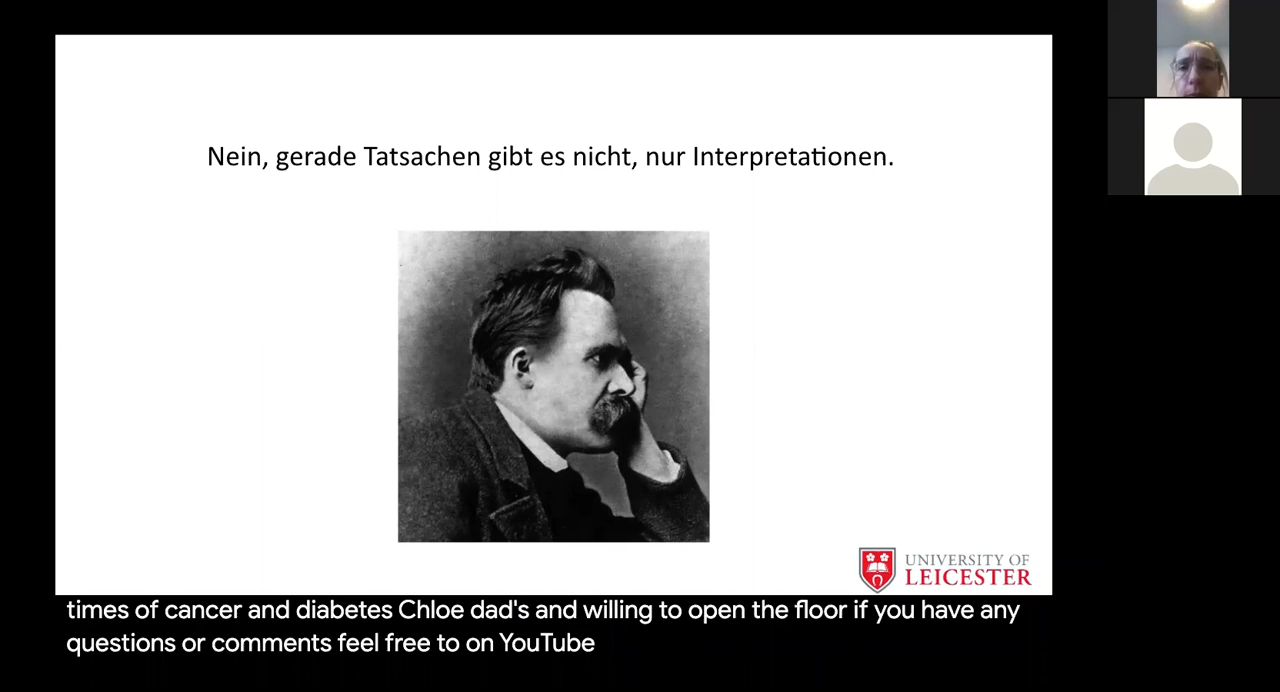 Nein, gerade Tatsachen gibt es nicht, nur Interpretationen.
UNIVERSITY OF
LEICESTER
times of cancer and diabetes Chloe dad's and willing to open the floor if you have any
questions or comments feel free to on YouTube